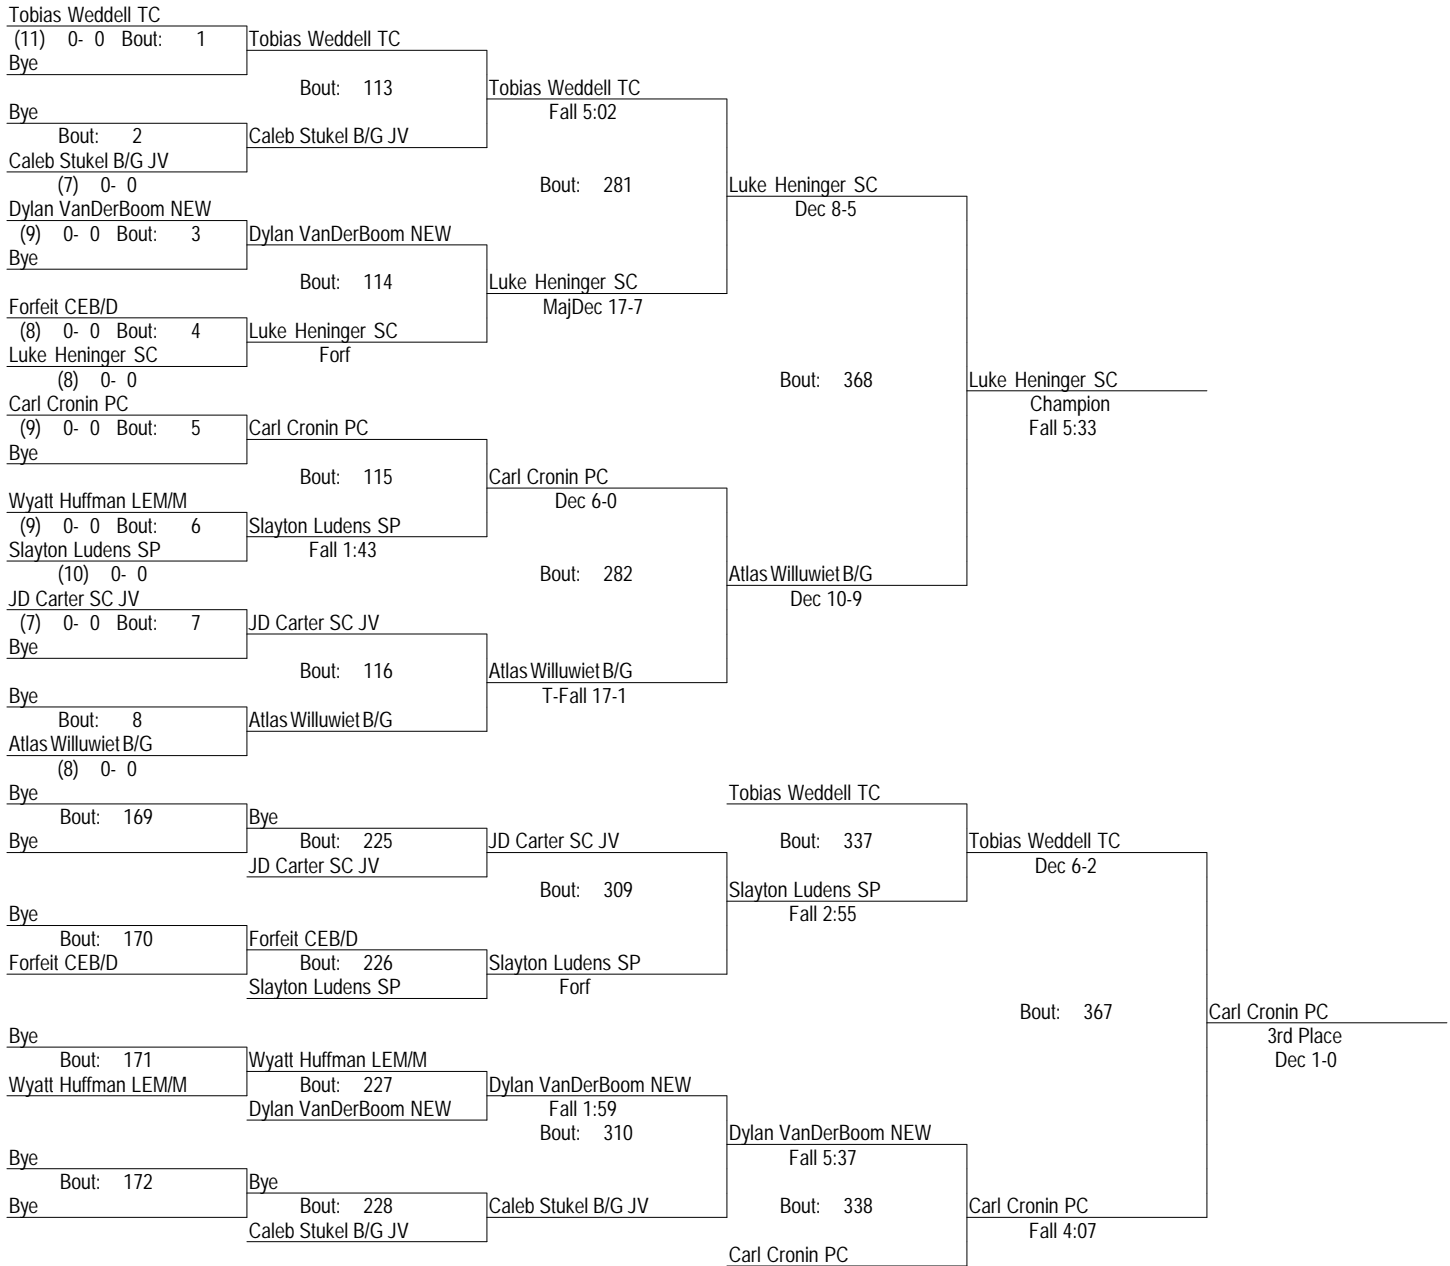 Tobias Weddell TC
(11) 0- 0 Bout: 1 Tobias Weddell TC
Bye
Bout: 113 Tobias Weddell TC
Bye Fall 5:02
Bout: 2 Caleb Stukel B/G JV
Caleb Stukel B/G JV
(7) 0- 0 Bout: 281 Luke Heninger SC
Dylan VanDerBoom NEW Dec 8-5
(9) 0- 0 Bout: 3 Dylan VanDerBoom NEW
Bye
Bout: 114 Luke Heninger SC
Forfeit CEB/D MajDec 17-7
(8) 0- 0 Bout: 4 Luke Heninger SC
Luke Heninger SC Forf
(8) 0- 0 Bout: 368 Luke Heninger SC
Carl Cronin PC Champion
(9) 0- 0 Bout: 5 Carl Cronin PC Fall 5:33
Bye
Bout: 115 Carl Cronin PC
Wyatt Huffman LEM/M Dec 6-0
(9) 0- 0 Bout: 6 Slayton Ludens SP
Slayton Ludens SP Fall 1:43
(10) 0- 0 Bout: 282 Atlas Willuwiet B/G
JD Carter SC JV Dec 10-9
(7) 0- 0 Bout: 7 JD Carter SC JV
Bye
Bout: 116 Atlas Willuwiet B/G
Bye T-Fall 17-1
Bout: 8 Atlas Willuwiet B/G
Atlas Willuwiet B/G
(8) 0- 0
Bye Tobias Weddell TC
Bout: 169 Bye
Bye Bout: 225 JD Carter SC JV Bout: 337 Tobias Weddell TC
JD Carter SC JV Dec 6-2
Bout: 309 Slayton Ludens SP
Bye Fall 2:55
Bout: 170 Forfeit CEB/D
Forfeit CEB/D Bout: 226 Slayton Ludens SP
Slayton Ludens SP Forf
Bout: 367 Carl Cronin PC
Bye 3rd Place
Bout: 171 Wyatt Huffman LEM/M Dec 1-0
Wyatt Huffman LEM/M Bout: 227 Dylan VanDerBoom NEW
Dylan VanDerBoom NEW Fall 1:59
Bout: 310 Dylan VanDerBoom NEW
Bye Fall 5:37
Bout: 172 Bye
Bye Bout: 228 Caleb Stukel B/G JV Bout: 338 Carl Cronin PC
Caleb Stukel B/G JV Fall 4:07
Carl Cronin PC